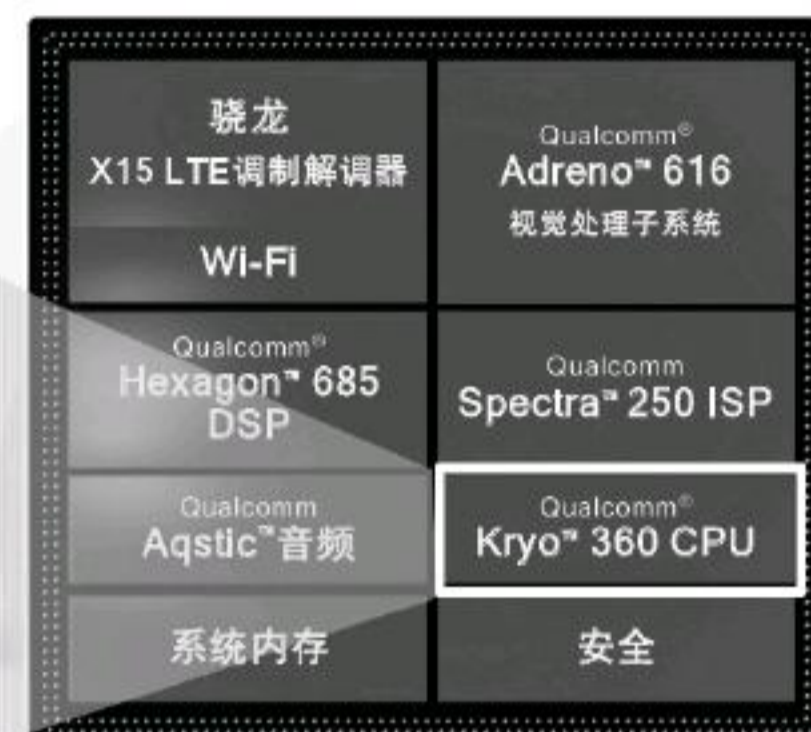 骁龙
X15 LTE调制解调器
Wi-Fi
Qualcomm®
Adreno™ 616
视觉处理子系统
Qualcomm®
Hexagon™ 685
DSP
Qualcomm
Spectra™ 250 ISP
Qualcomm
Aqstic™音频
Qualcomm®
Kryo™ 360 CPU
系统内存
安全